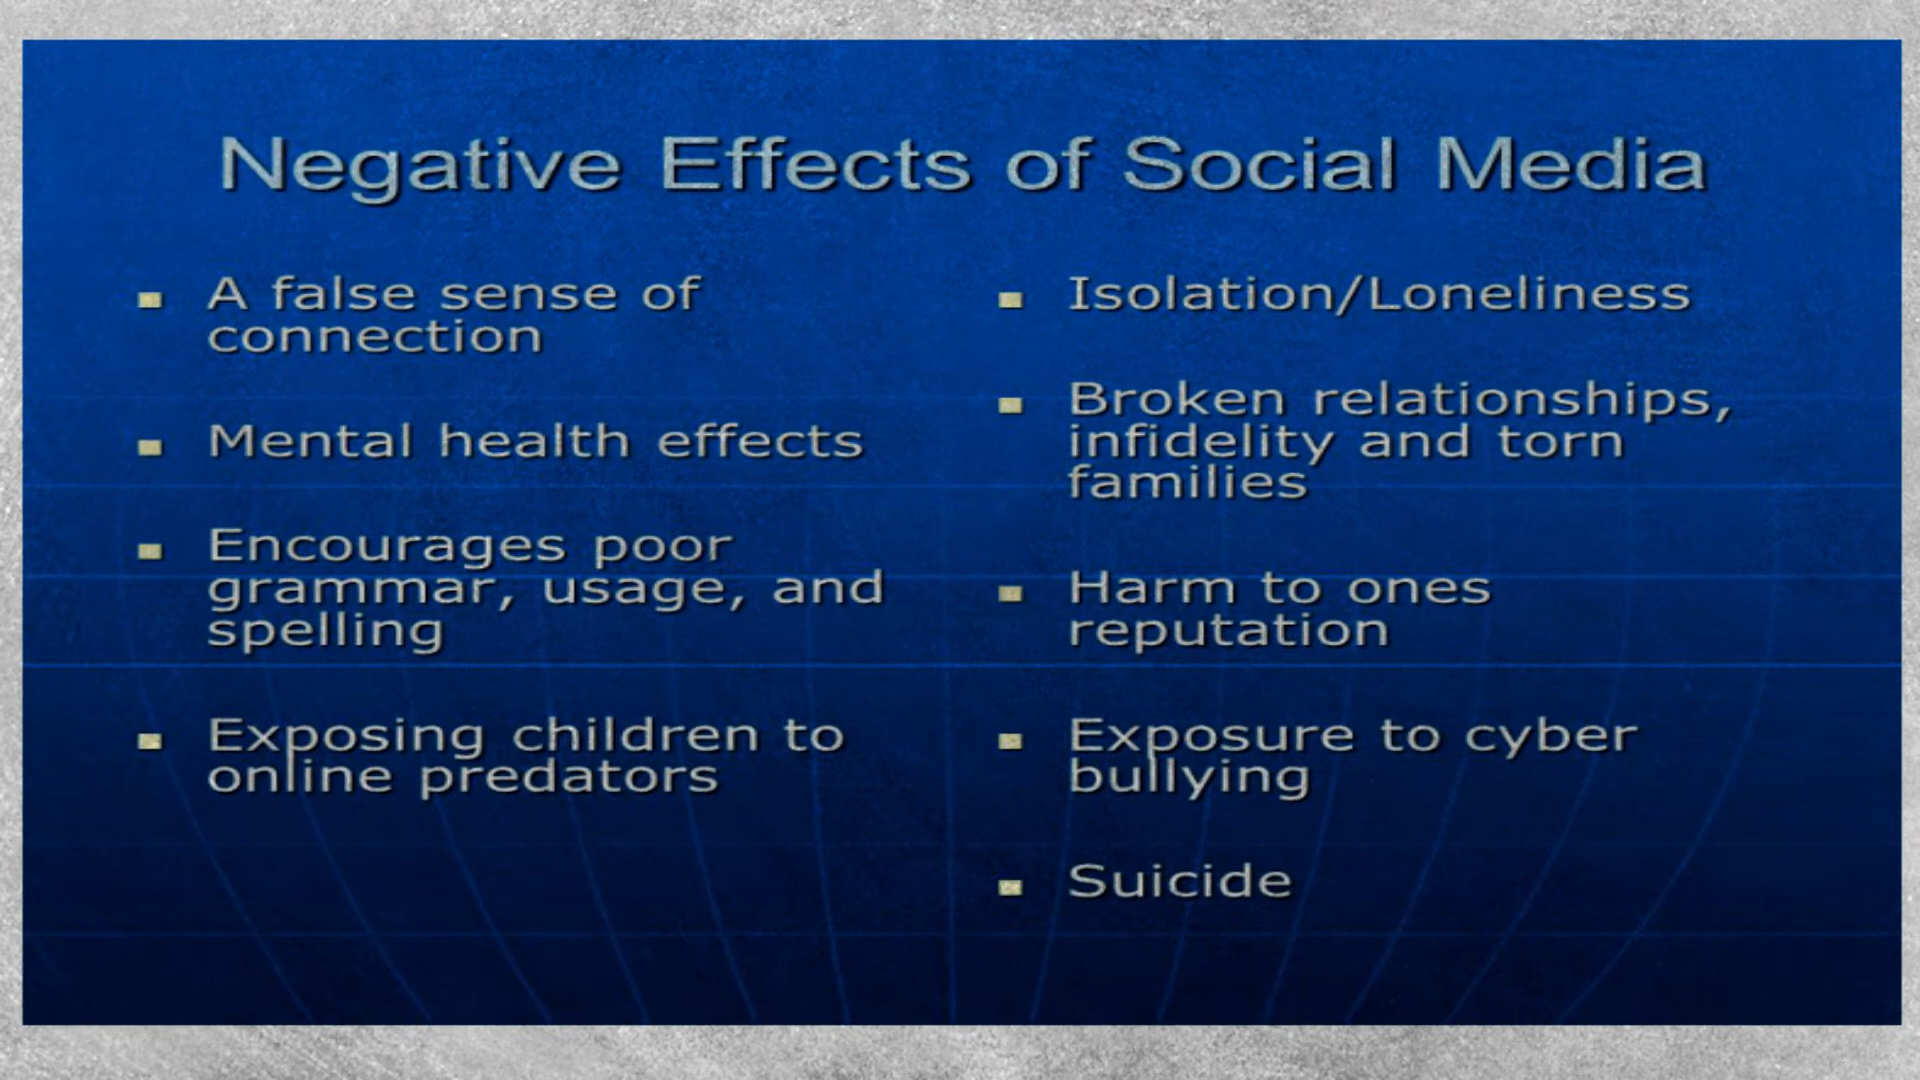 Negative Effects of Social Media
A false sense of
connection
Mental health effects
Encourages poor
grammar, usage, and
spelling
Exposing children to
online predators
Isolation/Loneliness
Broken relationships,
infidelity and torn
families
Harm to ones
reputation
Exposure to cyber
bullying
Suicide